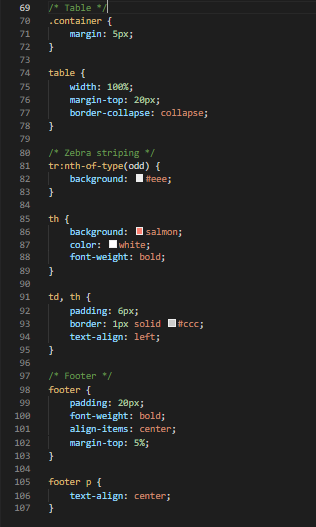 69 /* Table */
70 .container {
71     margin: 5px;
72 }
73
74 table {
75     width: 100%;
76     margin-top: 20px;
77     border-collapse: collapse;
78 }
79
80 /* Zebra striping */
81 tr:nth-of-type(odd) {
82     background: #eee;
83 }
84
85 th {
86     background: salmon;
87     color: white;
88     font-weight: bold;
89 }
90
91 td, th {
92     padding: 6px;
93     border: 1px solid #ccc;
94     text-align: left;
95 }
96
97 /* Footer */
98 footer {
99     padding: 20px;
100     font-weight: bold;
101     align-items: center;
102     margin-top: 5%;
103 }
104
105 footer p {
106     text-align: center;
107 }